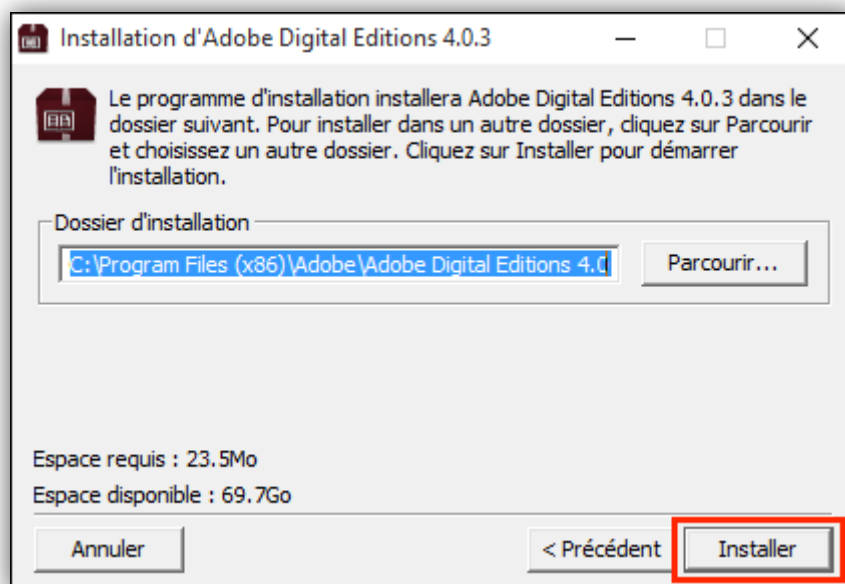 Installation d'Adobe Digital Editions 4.0.3
Le programme d'installation installera Adobe Digital Editions 4.0.3 dans le
dossier suivant. Pour installer dans un autre dossier, cliquez sur Parcourir
et choisissez un autre dossier. Cliquez sur Installer pour démarrer
l'installation.
Dossier d'installation
C:\Program Files (x86)\Adobe\Adobe Digital Editions 4.0
Parcourir...
Espace requis : 23.5Mo
Espace disponible : 69.7Go
Annuler
< Précédent
Installer